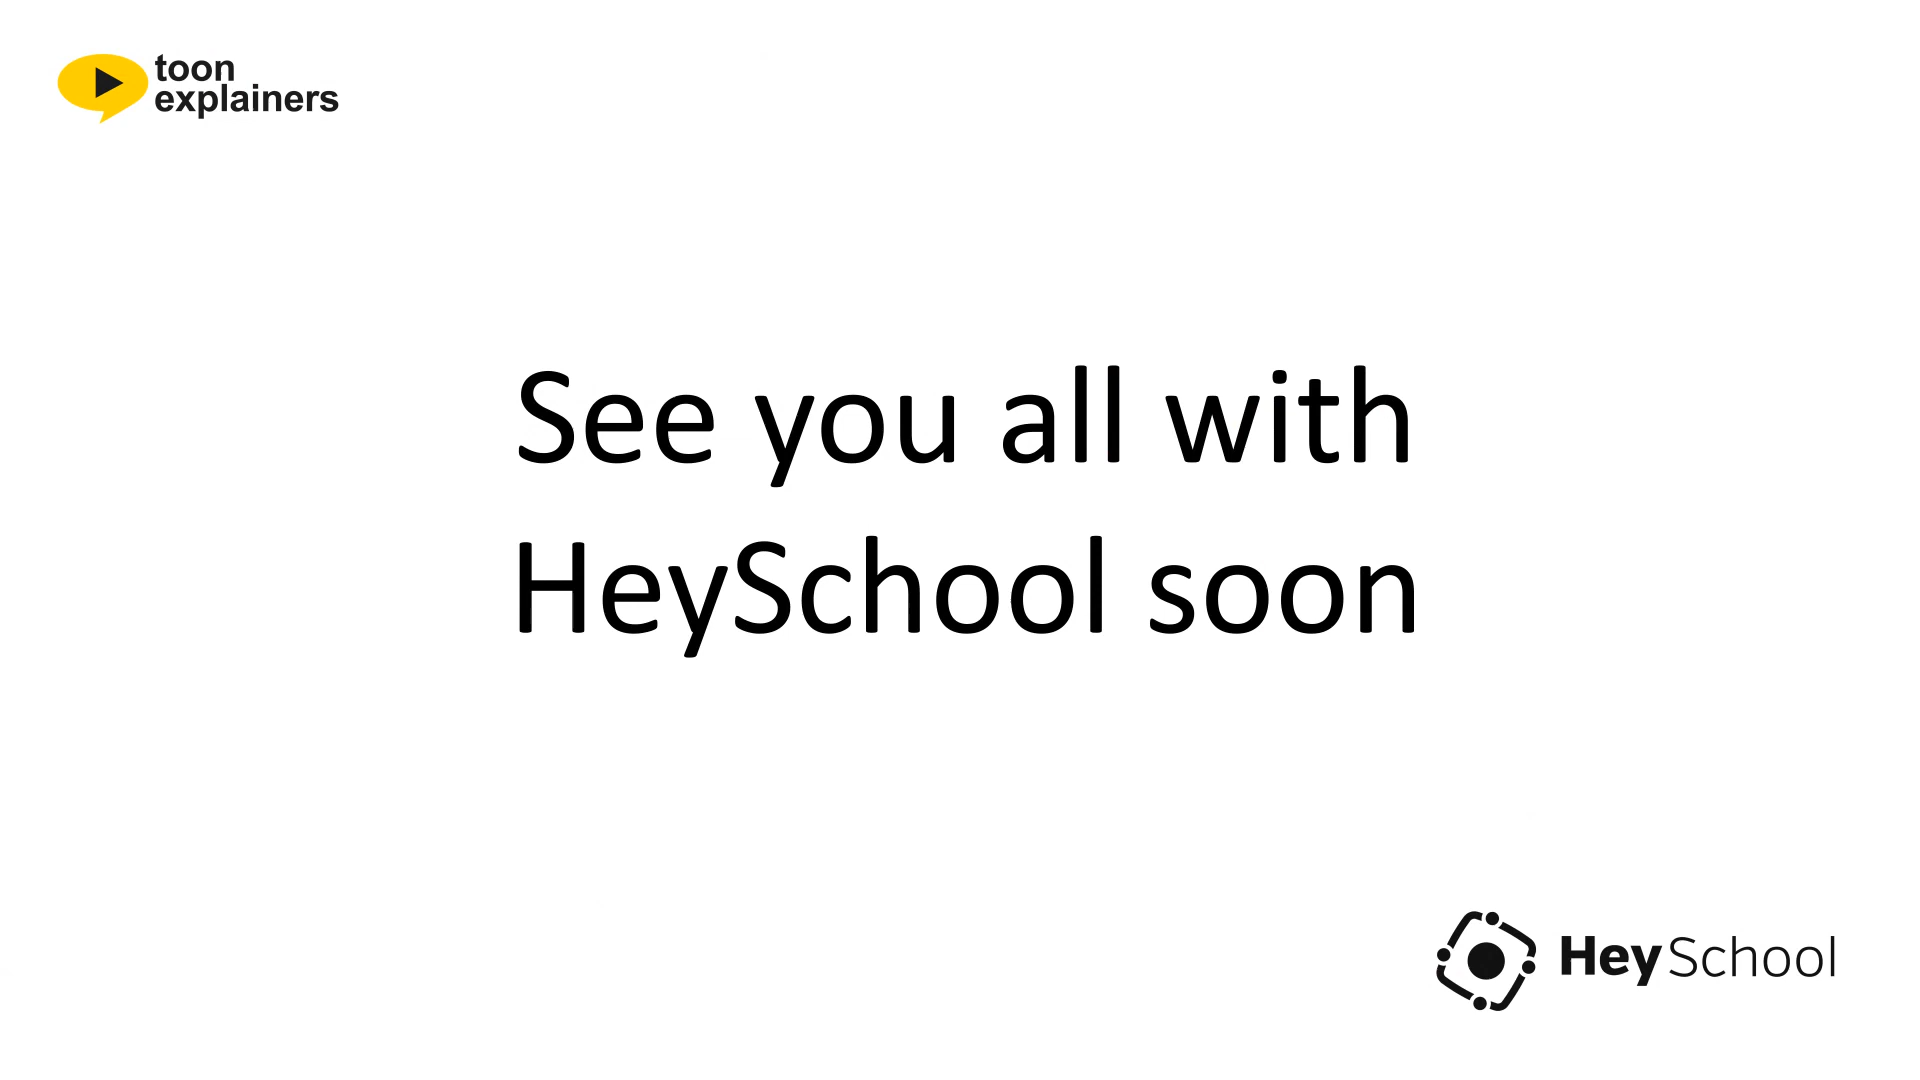 toon
explainers
See you all with
HeySchool soon
HeySchool